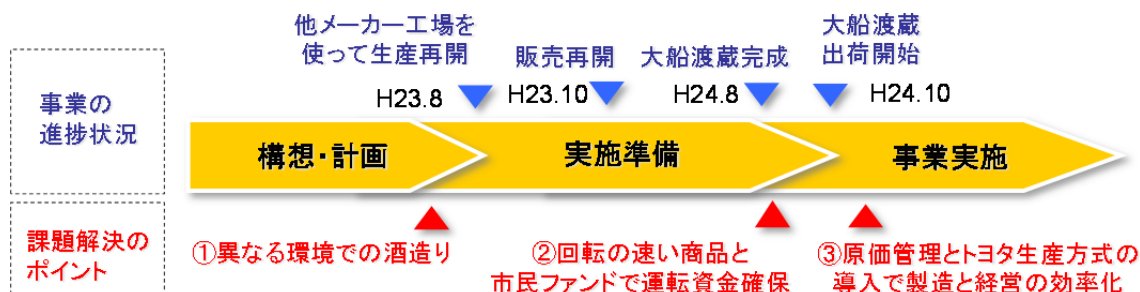 他メーカー工場を
使って生産再開
販売再開
大船渡蔵完成
大船渡蔵
出荷開始
事業の
進捗状況
H23.8
H23.10
H24.8
H24.10
構想・計画
実施準備
事業実施
課題解決の
ポイント
①異なる環境での酒造り
②回転の速い商品と
市民ファンドで運転資金確保
③原価管理とトヨタ生産方式の
導入で製造と経営の効率化